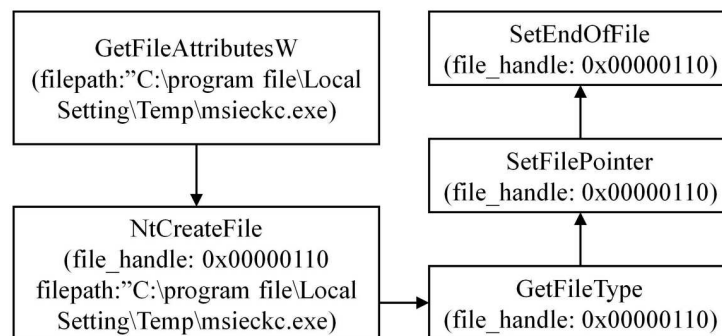 GetFileAttributesW
(filepath:”C:\program file\Local
Setting\Temp\msieckc.exe)
NtCreateFile
(file_handle: 0x00000110
filepath:”C:\program file\Local
Setting\Temp\msieckc.exe)
GetFileType
(file_handle: 0x00000110)
SetFilePointer
(file_handle: 0x00000110)
SetEndOfFile
(file_handle: 0x00000110)